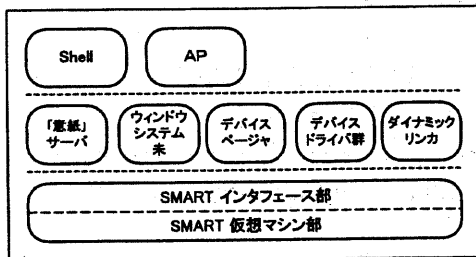 Shell
AP
「意紙」
サーバ
ウィンドウ
システム
未
デバイス
ページャ
デバイス
ドライバ群
ダイナミック
リンカ
SMART インタフェース部
SMART 仮想マシン部